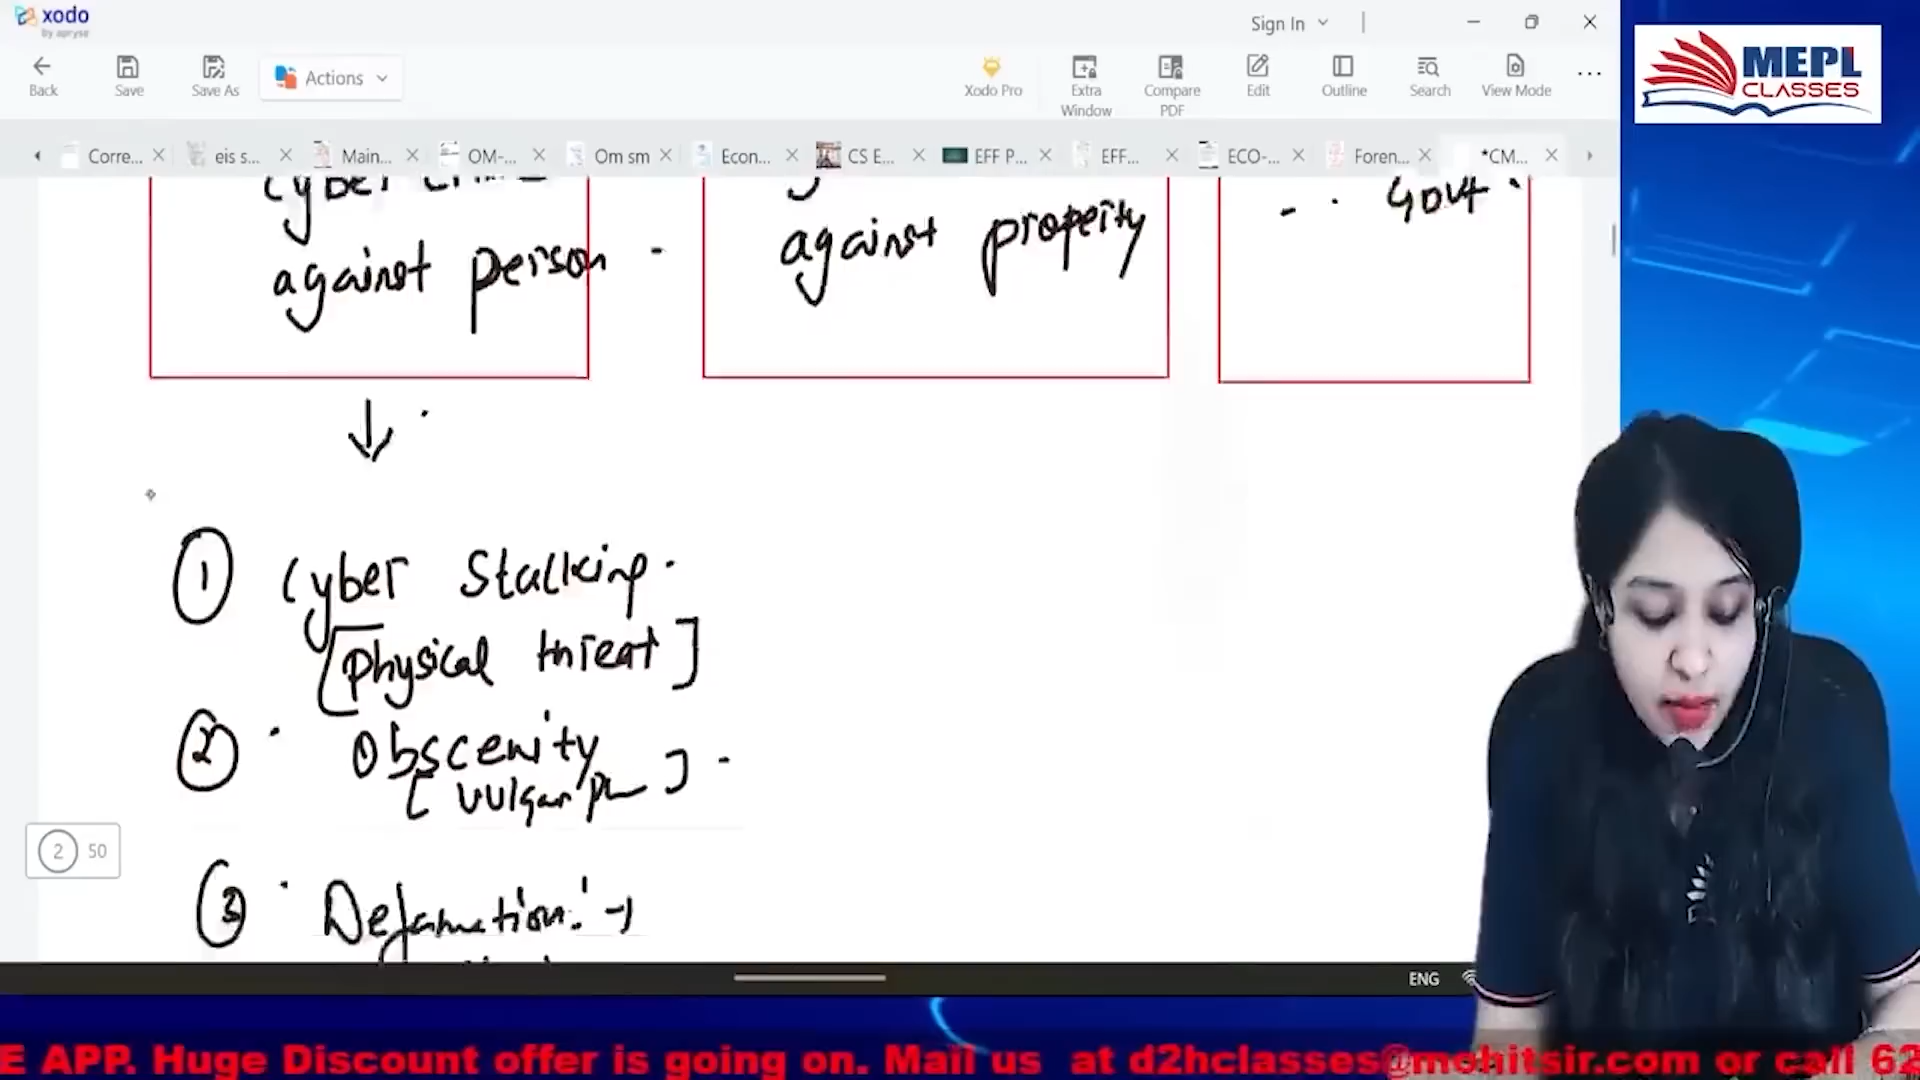 xodo
by apryse
Sign In
Back
Save
Save As
Actions
Xodo Pro
Extra Window
Compare PDF
Edit
Outline
Search
View Mode
MEPL CLASSES
Corre...
eis s...
Main...
OM-...
Om sm
Econ...
CS E...
EFF P...
EFF...
ECO-...
Foren...
*CM...
cyber
against person
against property
Govt.
1 Cyber Stalking
[Physical threat]
2 Obscenity
[vulgar
3 Defamation:→
2 50
ENG
E APP. Huge Discount offer is going on. Mail us at d2hclasses@mohitsir.com or call 62